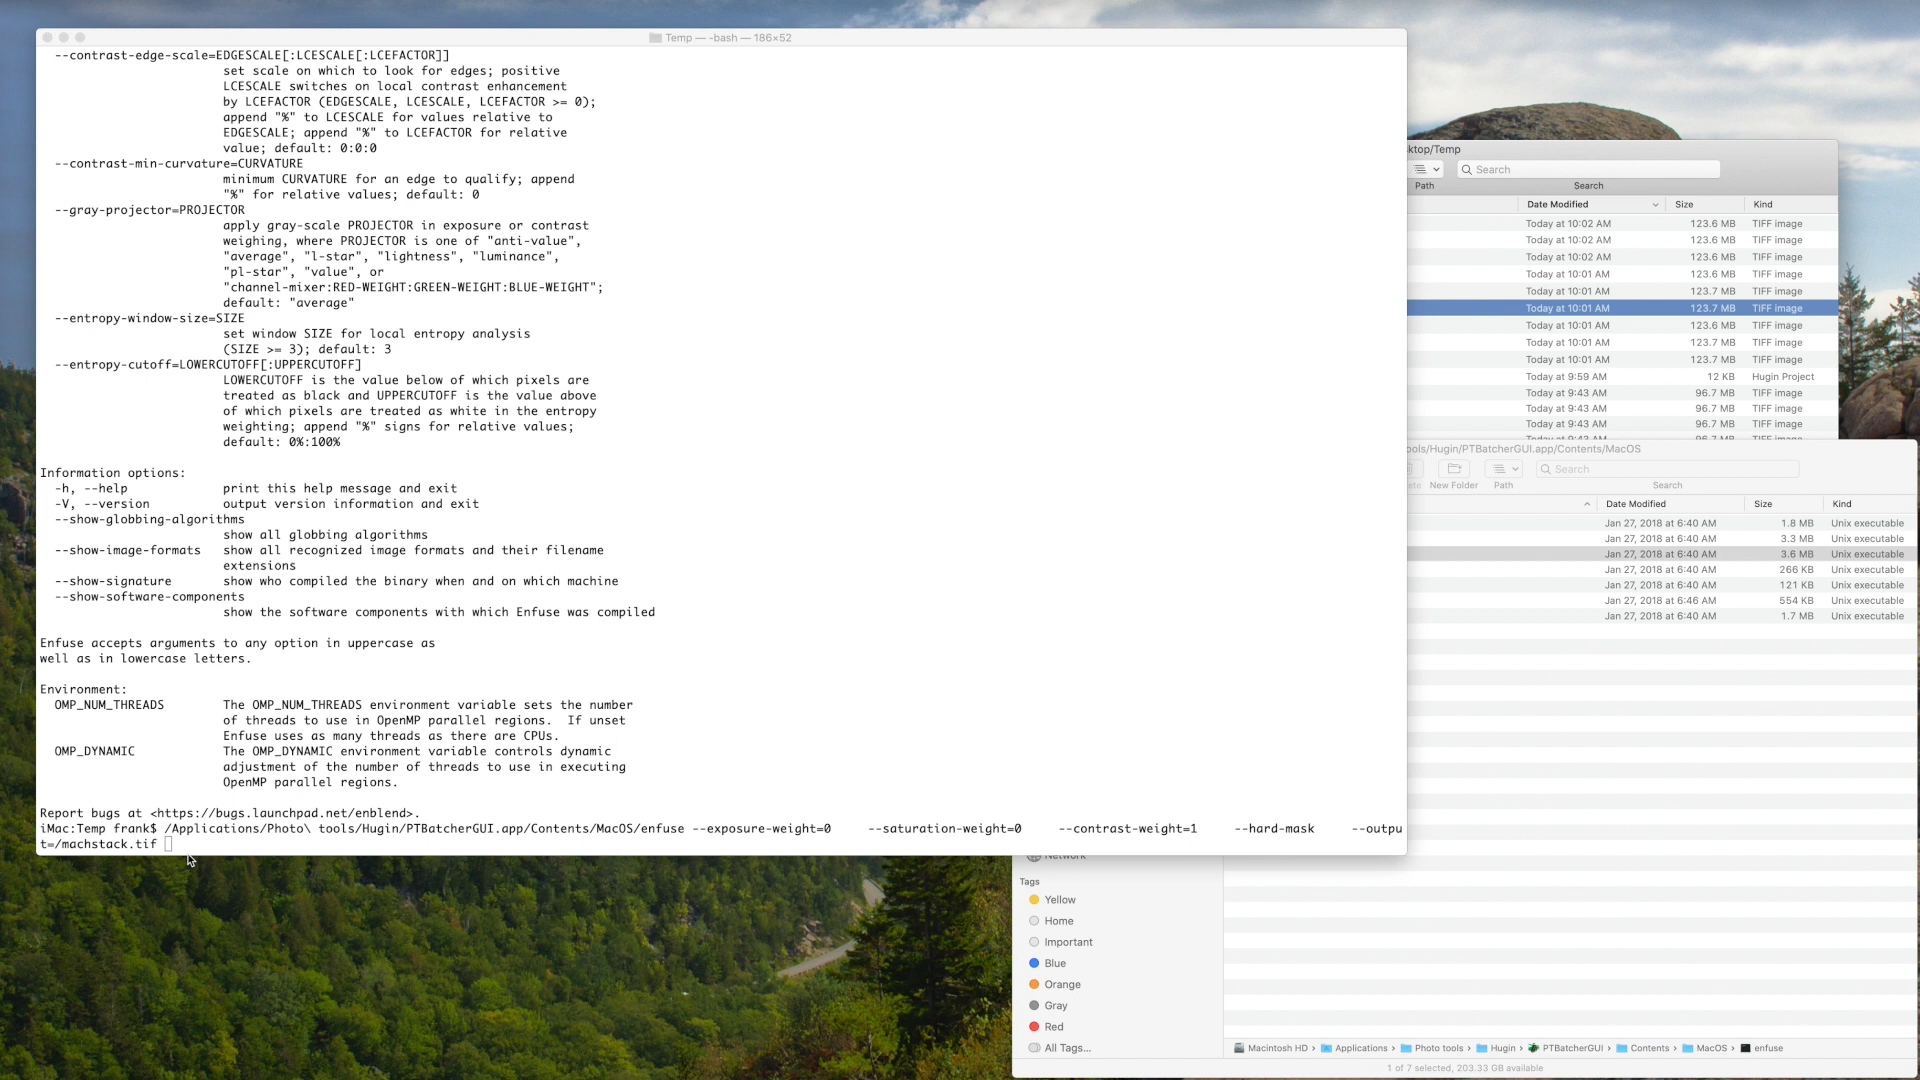 Temp — -bash — 186×52
--contrast-edge-scale=EDGESCALE[:LCESCALE[:LCEFACTOR]]
set scale on which to look for edges; positive
LCESCALE switches on local contrast enhancement
by LCEFACTOR (EDGESCALE, LCESCALE, LCEFACTOR >= 0);
append "%" to LCESCALE for values relative to
EDGESCALE; append "%" to LCEFACTOR for relative
value; default: 0:0:0
--contrast-min-curvature=CURVATURE
minimum CURVATURE for an edge to qualify; append
"%" for relative values; default: 0
--gray-projector=PROJECTOR
apply gray-scale PROJECTOR in exposure or contrast
weighing, where PROJECTOR is one of "anti-value",
"average", "l-star", "lightness", "luminance",
"pl-star", "value", or
"channel-mixer:RED-WEIGHT:GREEN-WEIGHT:BLUE-WEIGHT";
default: "average"
--entropy-window-size=SIZE
set window SIZE for local entropy analysis
(SIZE >= 3); default: 3
--entropy-cutoff=LOWERCUTOFF[:UPPERCUTOFF]
LOWERCUTOFF is the value below of which pixels are
treated as black and UPPERCUTOFF is the value above
of which pixels are treated as white in the entropy
weighting; append "%" signs for relative values;
default: 0%:100%
Information options:
-h, --help print this help message and exit
-V, --version output version information and exit
--show-globbing-algorithms
show all globbing algorithms
--show-image-formats show all recognized image formats and their filename
extensions
--show-signature show who compiled the binary when and on which machine
--show-software-components
show the software components with which Enfuse was compiled
Enfuse accepts arguments to any option in uppercase as
well as in lowercase letters.
Environment:
OMP_NUM_THREADS The OMP_NUM_THREADS environment variable sets the number
of threads to use in OpenMP parallel regions. If unset
Enfuse uses as many threads as there are CPUs.
OMP_DYNAMIC The OMP_DYNAMIC environment variable controls dynamic
adjustment of the number of threads to use in executing
OpenMP parallel regions.
Report bugs at <https://bugs.launchpad.net/enblend>.
iMac:Temp frank$ /Applications/Photo\ tools/Hugin/PTBatcherGUI.app/Contents/MacOS/enfuse --exposure-weight=0 --saturation-weight=0 --contrast-weight=1 --hard-mask --outpu
t=/machstack.tif
ktop/Temp
Search
Path Search
Date Modified Size Kind
Today at 10:02 AM 123.6 MB TIFF image
Today at 10:02 AM 123.6 MB TIFF image
Today at 10:02 AM 123.6 MB TIFF image
Today at 10:01 AM 123.6 MB TIFF image
Today at 10:01 AM 123.7 MB TIFF image
Today at 10:01 AM 123.7 MB TIFF image
Today at 10:01 AM 123.6 MB TIFF image
Today at 10:01 AM 123.7 MB TIFF image
Today at 10:01 AM 123.7 MB TIFF image
Today at 9:59 AM 12 KB Hugin Project
Today at 9:43 AM 96.7 MB TIFF image
Today at 9:43 AM 96.7 MB TIFF image
Today at 9:43 AM 96.7 MB TIFF image
Today at 9:43 AM 96.7 MB TIFF image
ools/Hugin/PTBatcherGUI.app/Contents/MacOS
Search
New Folder Path Search
Date Modified Size Kind
Jan 27, 2018 at 6:40 AM 1.8 MB Unix executable
Jan 27, 2018 at 6:40 AM 3.3 MB Unix executable
Jan 27, 2018 at 6:40 AM 3.6 MB Unix executable
Jan 27, 2018 at 6:40 AM 266 KB Unix executable
Jan 27, 2018 at 6:40 AM 121 KB Unix executable
Jan 27, 2018 at 6:46 AM 554 KB Unix executable
Jan 27, 2018 at 6:40 AM 1.7 MB Unix executable
Network
Tags
Yellow
Home
Important
Blue
Orange
Gray
Red
All Tags...
Macintosh HD › Applications › Photo tools › Hugin › PTBatcherGUI › Contents › MacOS › enfuse
1 of 7 selected, 203.33 GB available